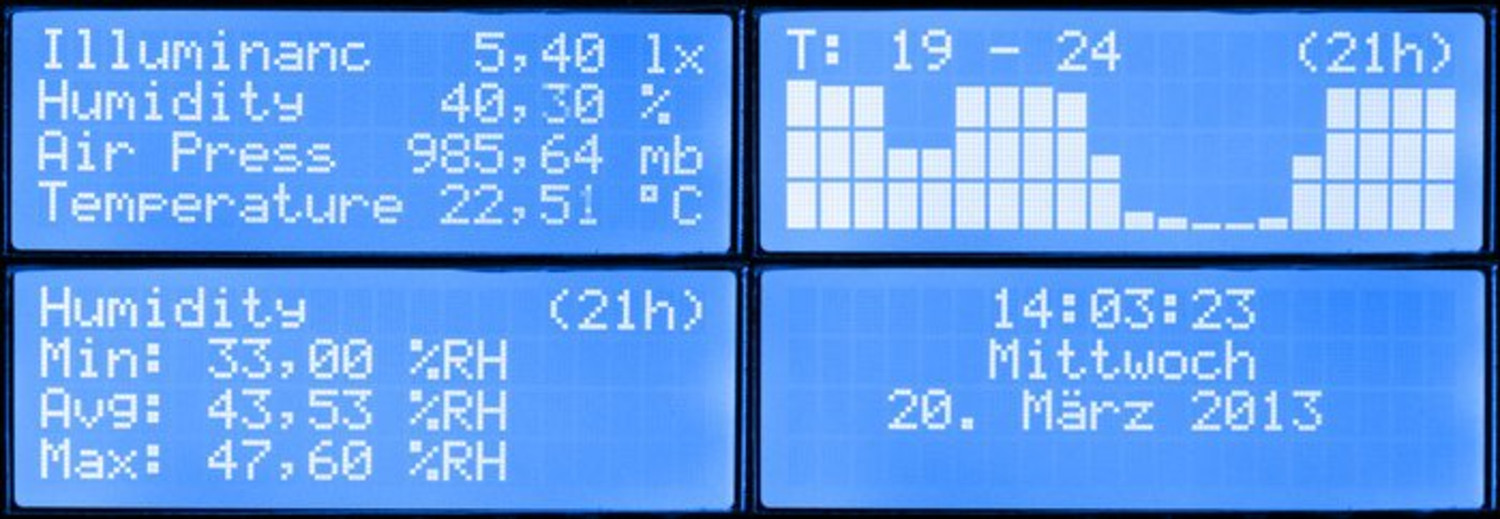 Illuminanc 5,40 lx
Humidity 40,30 %
Air Press 985,64 mb
Temperature 22,51 °C
T: 19 - 24 (21h)
Humidity (21h)
Min: 33,00 %RH
Avg: 43,53 %RH
Max: 47,60 %RH
14:03:23
Mittwoch
20. März 2013